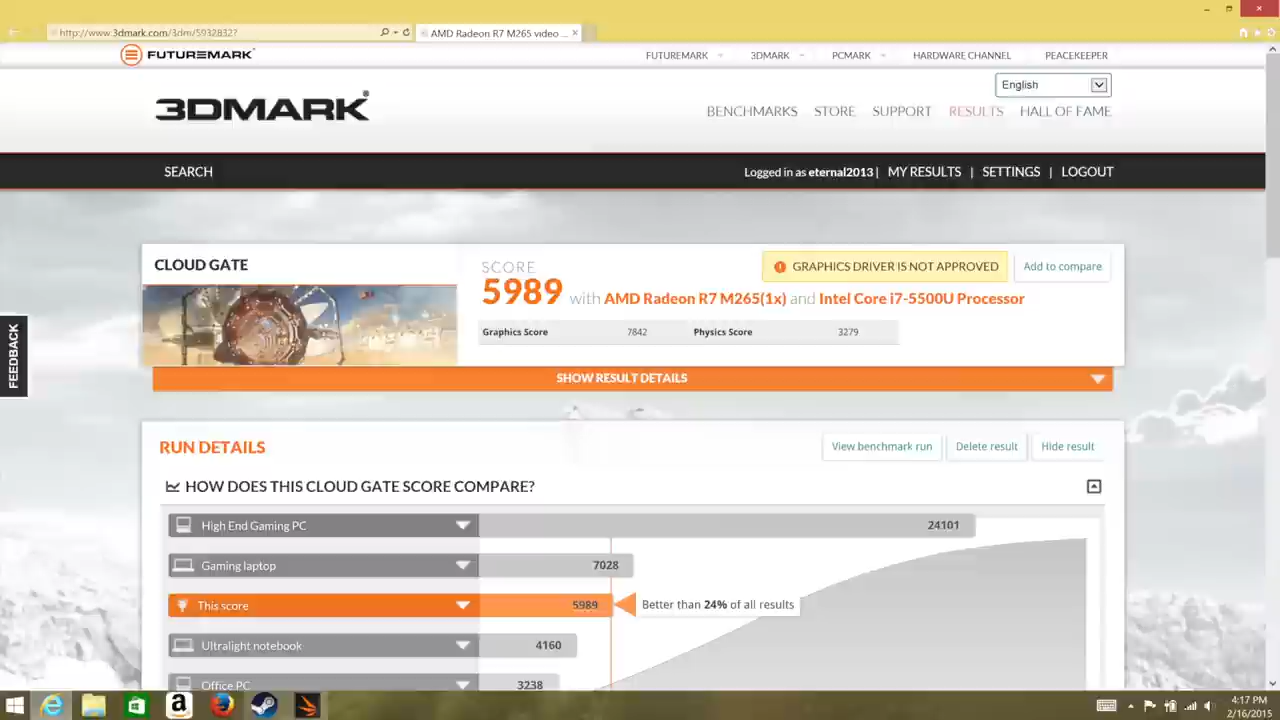 http://www.3dmark.com/3dm/5932832?
AMD Radeon R7 M265 video ...
FUTUREMARK
FUTUREMARK
3DMARK
PCMARK
HARDWARE CHANNEL
PEACEKEEPER
English
3DMARK
BENCHMARKS
STORE
SUPPORT
RESULTS
HALL OF FAME
SEARCH
Logged in as eternal2013 | MY RESULTS | SETTINGS | LOGOUT
CLOUD GATE
SCORE
GRAPHICS DRIVER IS NOT APPROVED
Add to compare
5989 with AMD Radeon R7 M265(1x) and Intel Core i7-5500U Processor
Graphics Score 7842 Physics Score 3279
FEEDBACK
SHOW RESULT DETAILS
RUN DETAILS
View benchmark run
Delete result
Hide result
HOW DOES THIS CLOUD GATE SCORE COMPARE?
High End Gaming PC 24101
Gaming laptop 7028
This score 5989 Better than 24% of all results
Ultralight notebook 4160
Office PC 3238
4:17 PM
2/16/2015